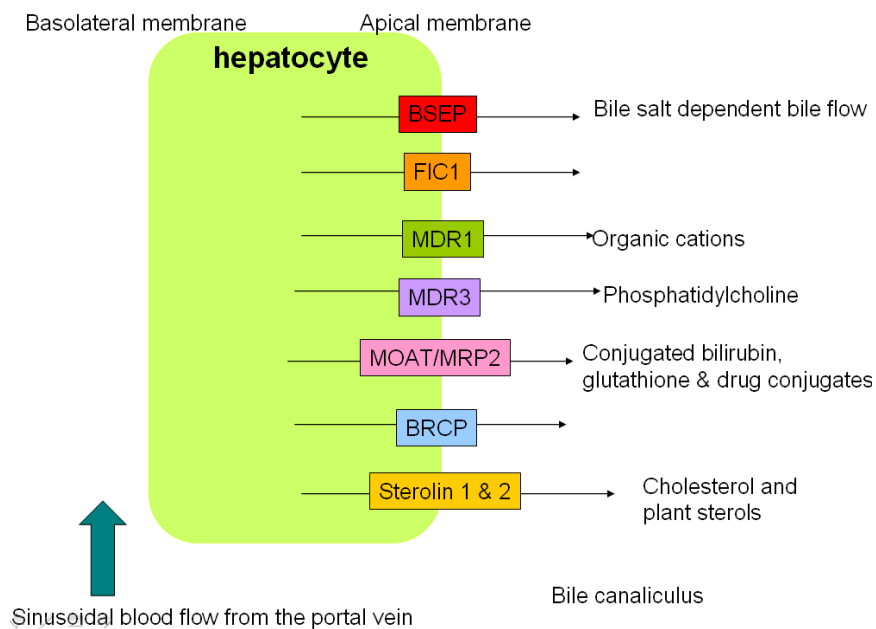 Basolateral membrane
Apical membrane
hepatocyte
BSEP
Bile salt dependent bile flow
FIC1
MDR1
Organic cations
MDR3
Phosphatidylcholine
MOAT/MRP2
Conjugated bilirubin,
glutathione & drug conjugates
BRCP
Sterolin 1 & 2
Cholesterol and
plant sterols
Bile canaliculus
Sinusoidal blood flow from the portal vein